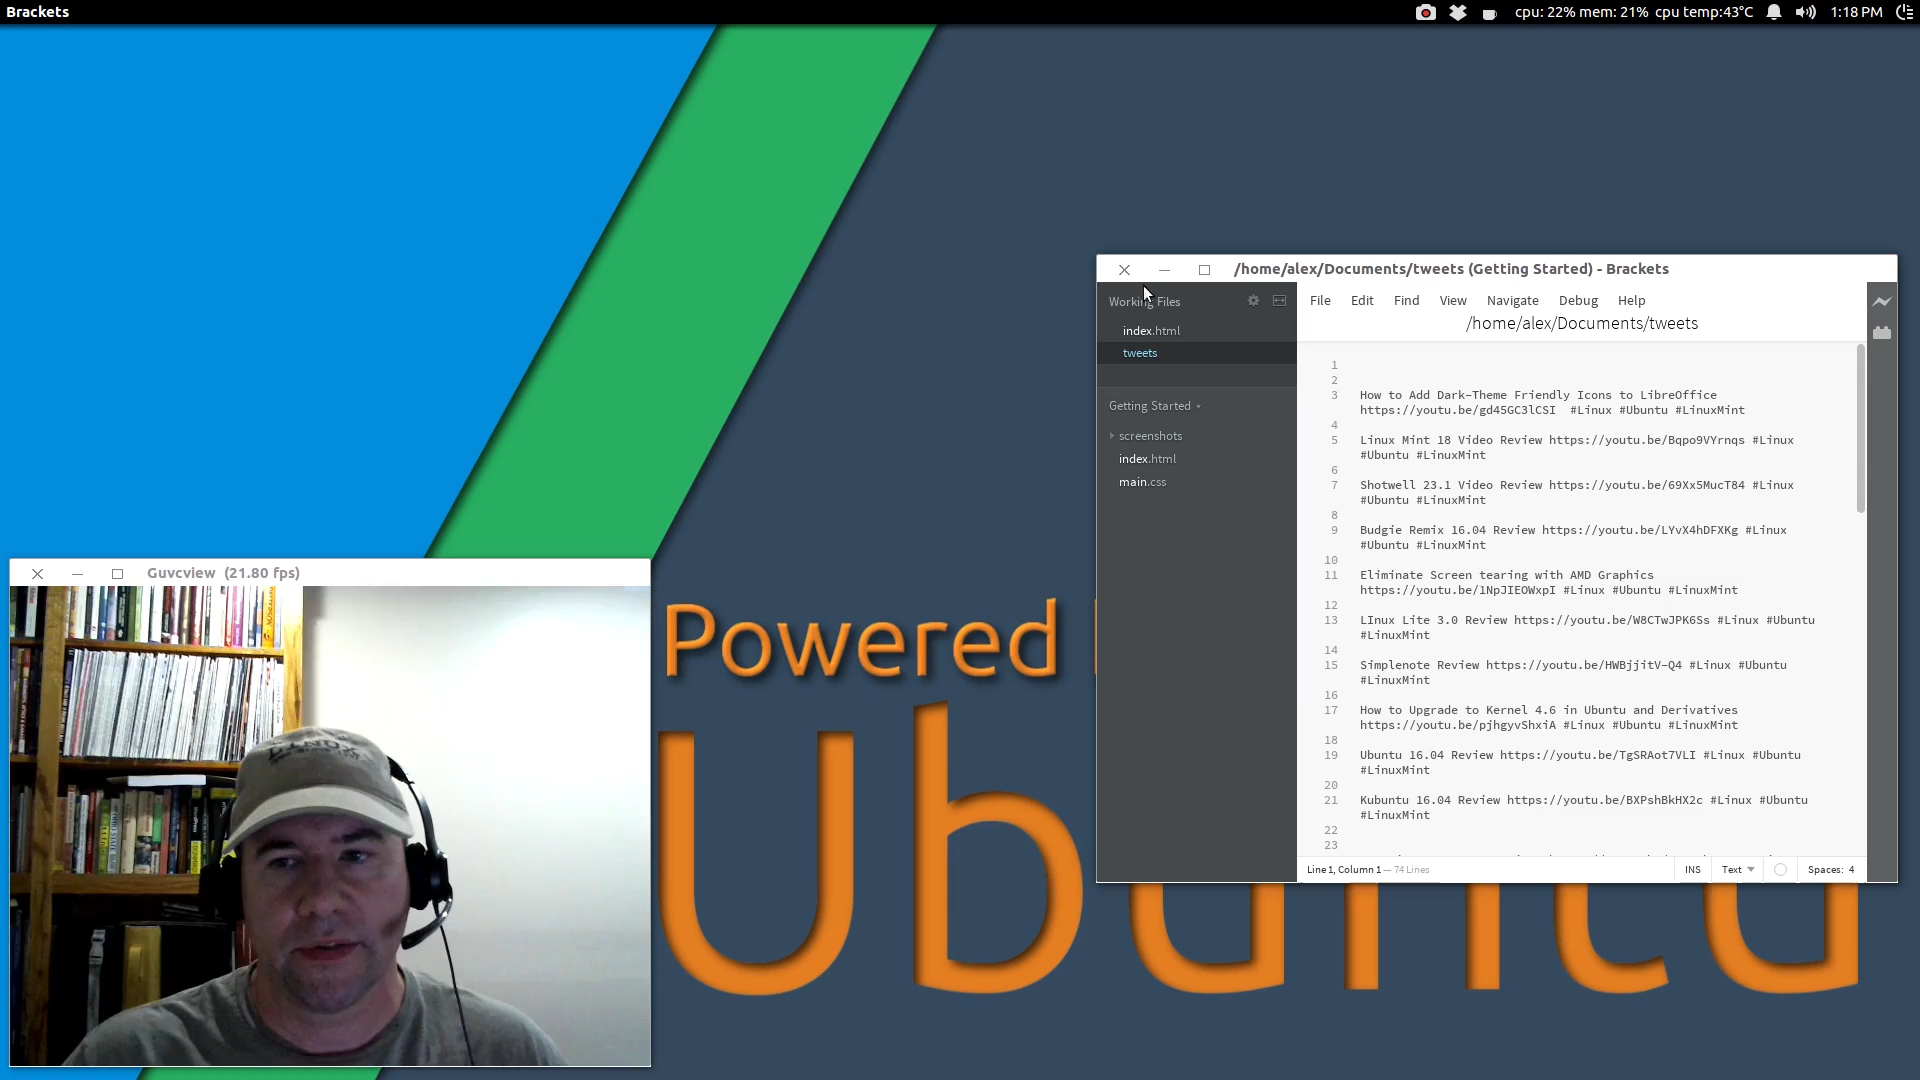 Brackets
cpu: 22% mem: 21% cpu temp:43°C
1:18 PM
/home/alex/Documents/tweets (Getting Started) - Brackets
Working Files
index.html
tweets
Getting Started
screenshots
index.html
main.css
File Edit Find View Navigate Debug Help
/home/alex/Documents/tweets
1
2
3 How to Add Dark-Theme Friendly Icons to LibreOffice
https://youtu.be/gd45GC3lCSI #Linux #Ubuntu #LinuxMint
4
5 Linux Mint 18 Video Review https://youtu.be/Bqpo9VYrnqs #Linux
#Ubuntu #LinuxMint
6
7 Shotwell 23.1 Video Review https://youtu.be/69Xx5MucT84 #Linux
#Ubuntu #LinuxMint
8
9 Budgie Remix 16.04 Review https://youtu.be/LYvX4hDFXKg #Linux
#Ubuntu #LinuxMint
10
11 Eliminate Screen tearing with AMD Graphics
https://youtu.be/1NpJIEOWxpI #Linux #Ubuntu #LinuxMint
12
13 LInux Lite 3.0 Review https://youtu.be/W8CTwJPK6Ss #Linux #Ubuntu
#LinuxMint
14
15 Simplenote Review https://youtu.be/HWBjjitV-Q4 #Linux #Ubuntu
#LinuxMint
16
17 How to Upgrade to Kernel 4.6 in Ubuntu and Derivatives
https://youtu.be/pjhgyvShxiA #Linux #Ubuntu #LinuxMint
18
19 Ubuntu 16.04 Review https://youtu.be/TgSRAot7VLI #Linux #Ubuntu
#LinuxMint
20
21 Kubuntu 16.04 Review https://youtu.be/BXPshBkHX2c #Linux #Ubuntu
#LinuxMint
22
23
Line 1, Column 1 — 74 Lines
INS Text Spaces: 4
Guvcview (21.80 fps)
LINUX
Powered
Ubuntu